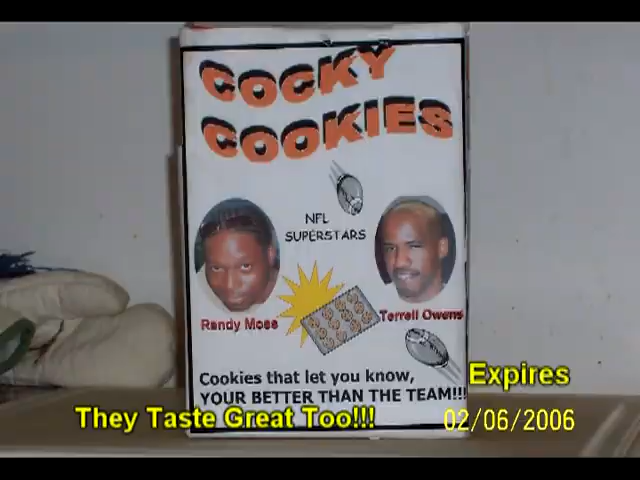 COCKY
COOKIES
NFL
SUPERSTARS
Randy Moss
Terrell Owens
Cookies that let you know,
YOUR BETTER THAN THE TEAM!!!
Expires
They Taste Great Too!!!
02/06/2006